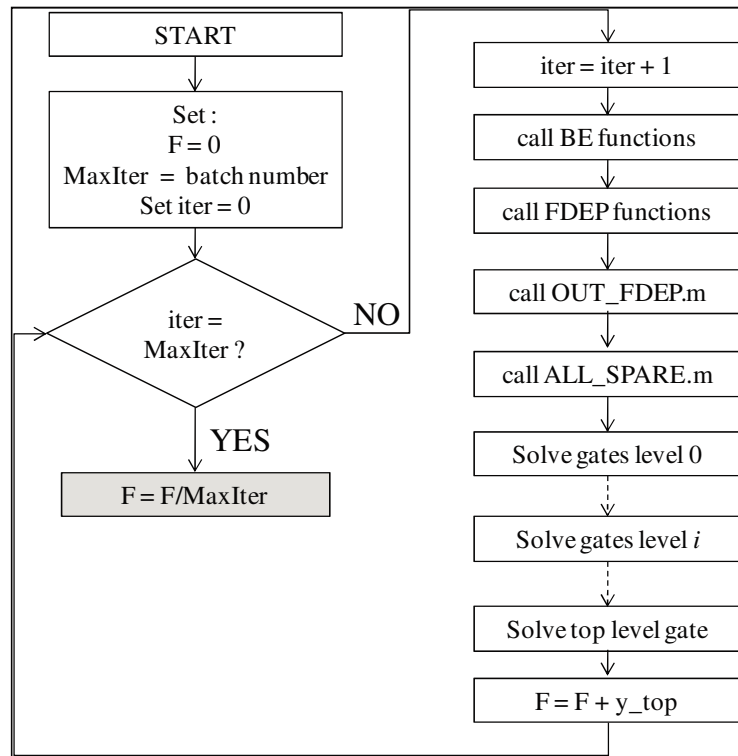 START
Set :
F = 0
MaxIter = batch number
Set iter = 0
iter =
MaxIter ?
NO
YES
F = F/MaxIter
iter = iter + 1
call BE functions
call FDEP functions
call OUT_FDEP.m
call ALL_SPARE.m
Solve gates level 0
Solve gates level i
Solve top level gate
F = F + y_top